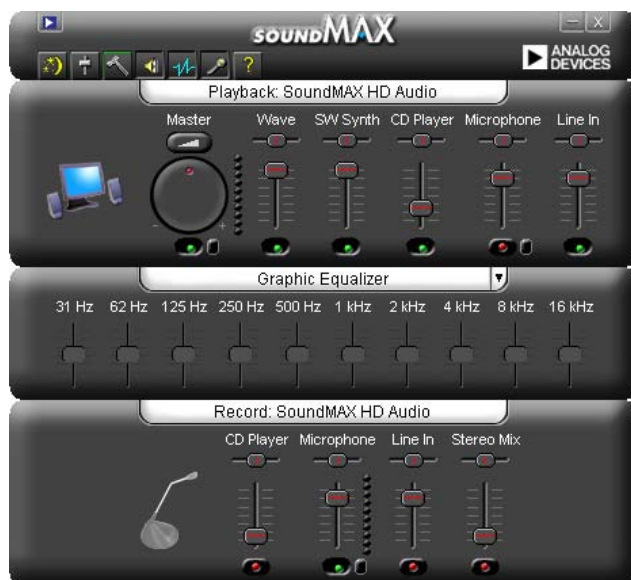 SOUNDMAX
ANALOG
DEVICES
?
Playback: SoundMAX HD Audio
Master Wave SW Synth CD Player Microphone Line In
- +
Graphic Equalizer
31 Hz 62 Hz 125 Hz 250 Hz 500 Hz 1 kHz 2 kHz 4 kHz 8 kHz 16 kHz
Record: SoundMAX HD Audio
CD Player Microphone Line In Stereo Mix